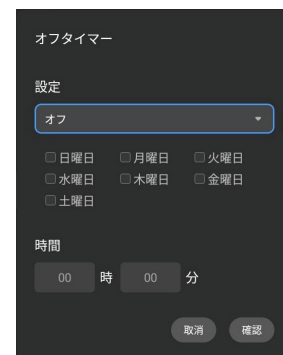 オフタイマー
設定
オフ
日曜日 月曜日 火曜日
水曜日 木曜日 金曜日
土曜日
時間
00 時 00 分
取消 確認